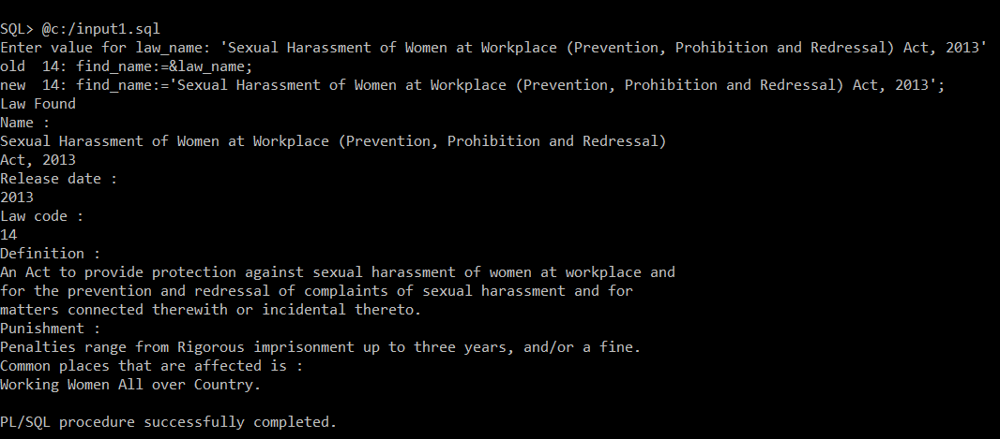 SQL> @c:/input1.sql
Enter value for law_name: 'Sexual Harassment of Women at Workplace (Prevention, Prohibition and Redressal) Act, 2013'
old  14: find_name:=&law_name;
new  14: find_name:='Sexual Harassment of Women at Workplace (Prevention, Prohibition and Redressal) Act, 2013';
Law Found
Name :
Sexual Harassment of Women at Workplace (Prevention, Prohibition and Redressal)
Act, 2013
Release date :
2013
Law code :
14
Definition :
An Act to provide protection against sexual harassment of women at workplace and
for the prevention and redressal of complaints of sexual harassment and for
matters connected therewith or incidental thereto.
Punishment :
Penalties range from Rigorous imprisonment up to three years, and/or a fine.
Common places that are affected is :
Working Women All over Country.
PL/SQL procedure successfully completed.